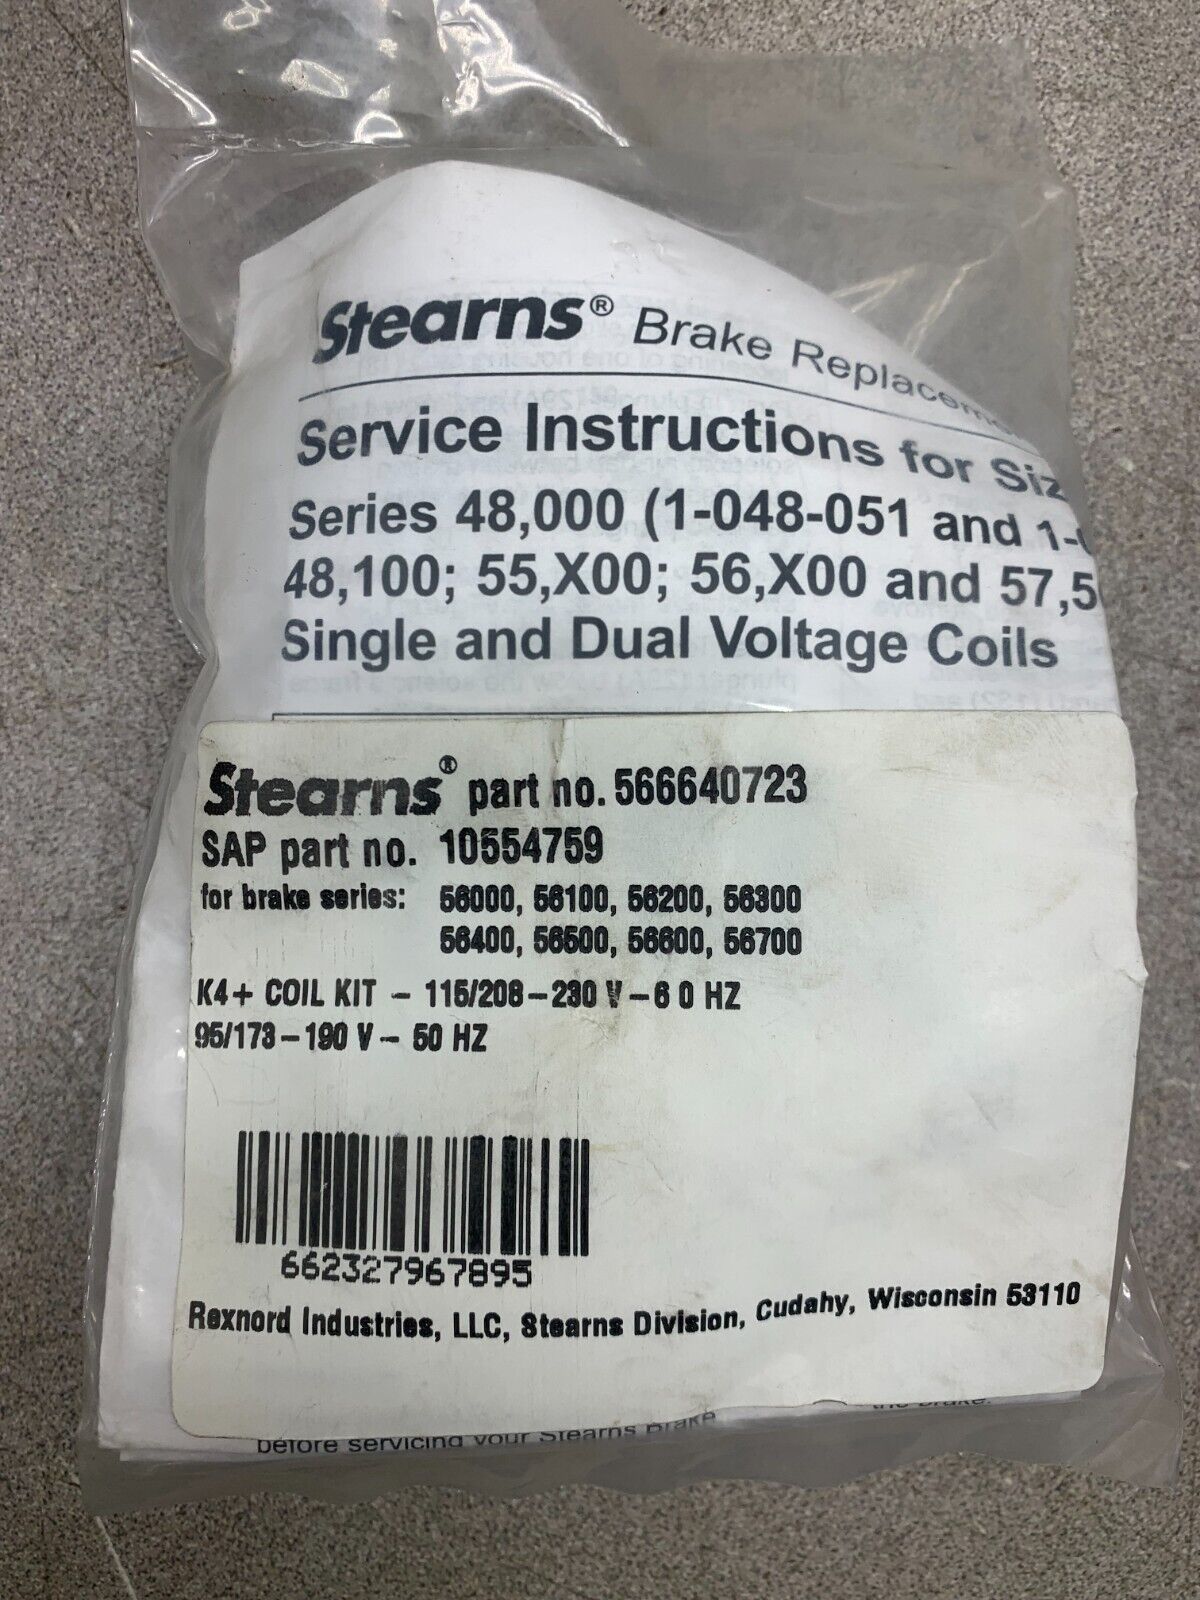 Stearns® Brake
Service Instructions for
Series 48,000 (1-048-051 and
48,100; 55,X00; 56,X00 and 57,5
Single and Dual Voltage Coils
Stearns® part no. 566640723
SAP part no. 10554759
for brake series: 56000, 56100, 56200, 56300
56400, 56500, 56600, 56700
K4+ COIL KIT - 115/208-230 V-6 0 HZ
95/173-190 V- 50 HZ
662327967895
Rexnord Industries, LLC, Stearns Division, Cudahy, Wisconsin 53110
the brake.
before servicing your Stearns Brake